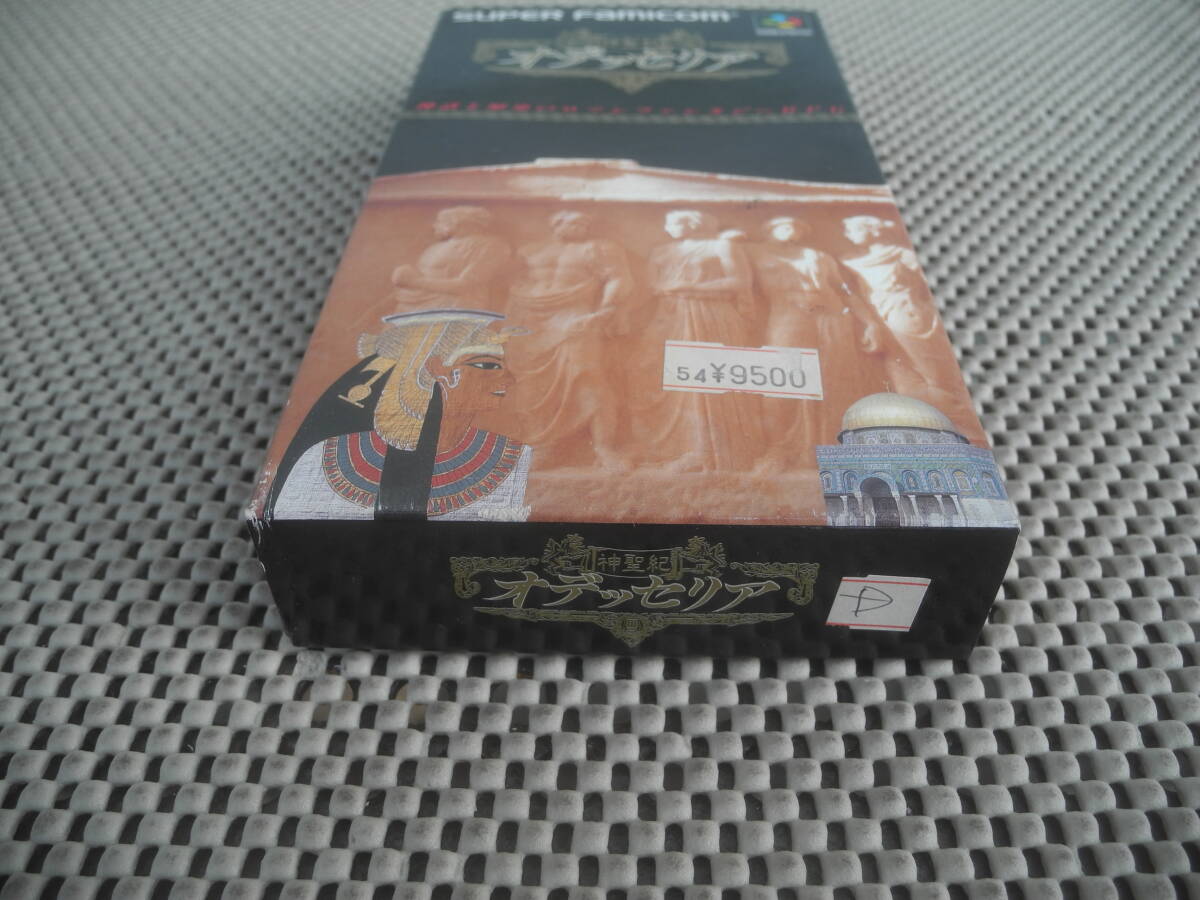 SUPER FAMICOM
オデッセリア
54¥9500
神聖紀
オデッセリア
D